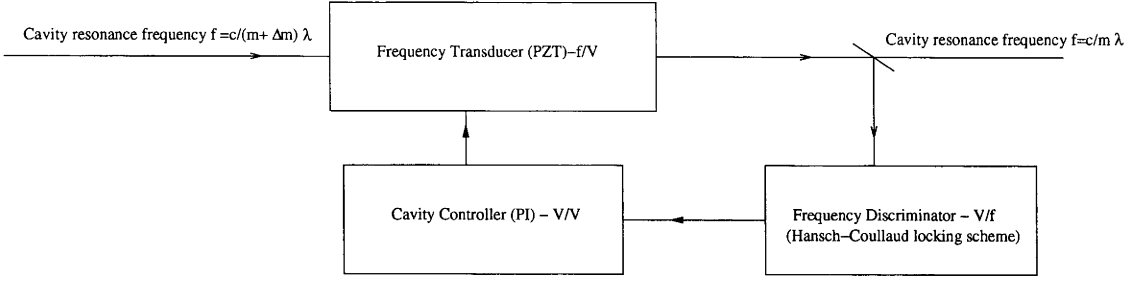 Cavity resonance frequency f =c/(m+ Δm) λ
Frequency Transducer (PZT)–f/V
Cavity resonance frequency f=c/m λ
Cavity Controller (PI) – V/V
Frequency Discriminator – V/f
(Hansch–Coullaud locking scheme)